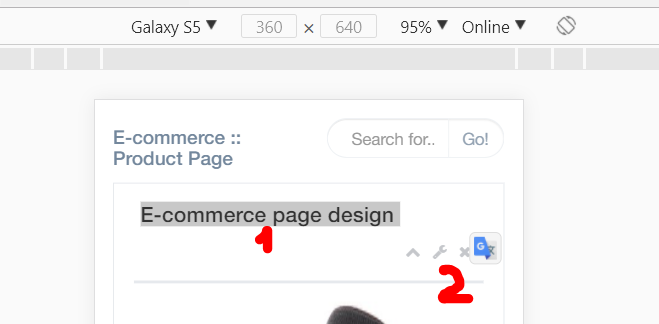 Galaxy S5 ▼ 360 × 640 95% ▼ Online ▼
E-commerce ::
Product Page
Search for.. Go!
E-commerce page design
1
2